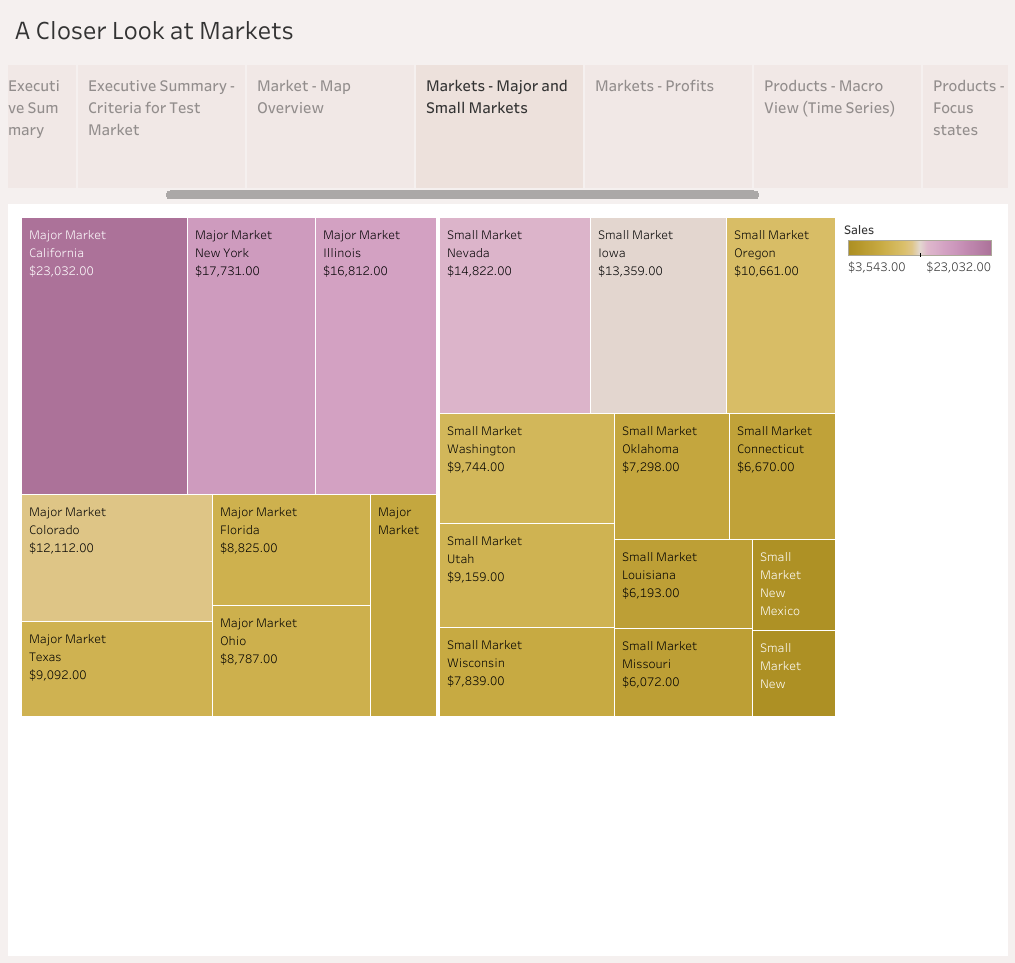 A Closer Look at Markets
Executi
ve Sum
mary
Executive Summary -
Criteria for Test
Market
Market - Map
Overview
Markets - Major and
Small Markets
Markets - Profits
Products - Macro
View (Time Series)
Products -
Focus
states
Major Market
California
$23,032.00
Major Market
New York
$17,731.00
Major Market
Illinois
$16,812.00
Major Market
Colorado
$12,112.00
Major Market
Florida
$8,825.00
Major
Market
Major Market
Texas
$9,092.00
Major Market
Ohio
$8,787.00
Small Market
Nevada
$14,822.00
Small Market
Iowa
$13,359.00
Small Market
Oregon
$10,661.00
Small Market
Washington
$9,744.00
Small Market
Oklahoma
$7,298.00
Small Market
Connecticut
$6,670.00
Small Market
Utah
$9,159.00
Small Market
Louisiana
$6,193.00
Small
Market
New
Mexico
Small Market
Wisconsin
$7,839.00
Small Market
Missouri
$6,072.00
Small
Market
New
Sales
$3,543.00
$23,032.00